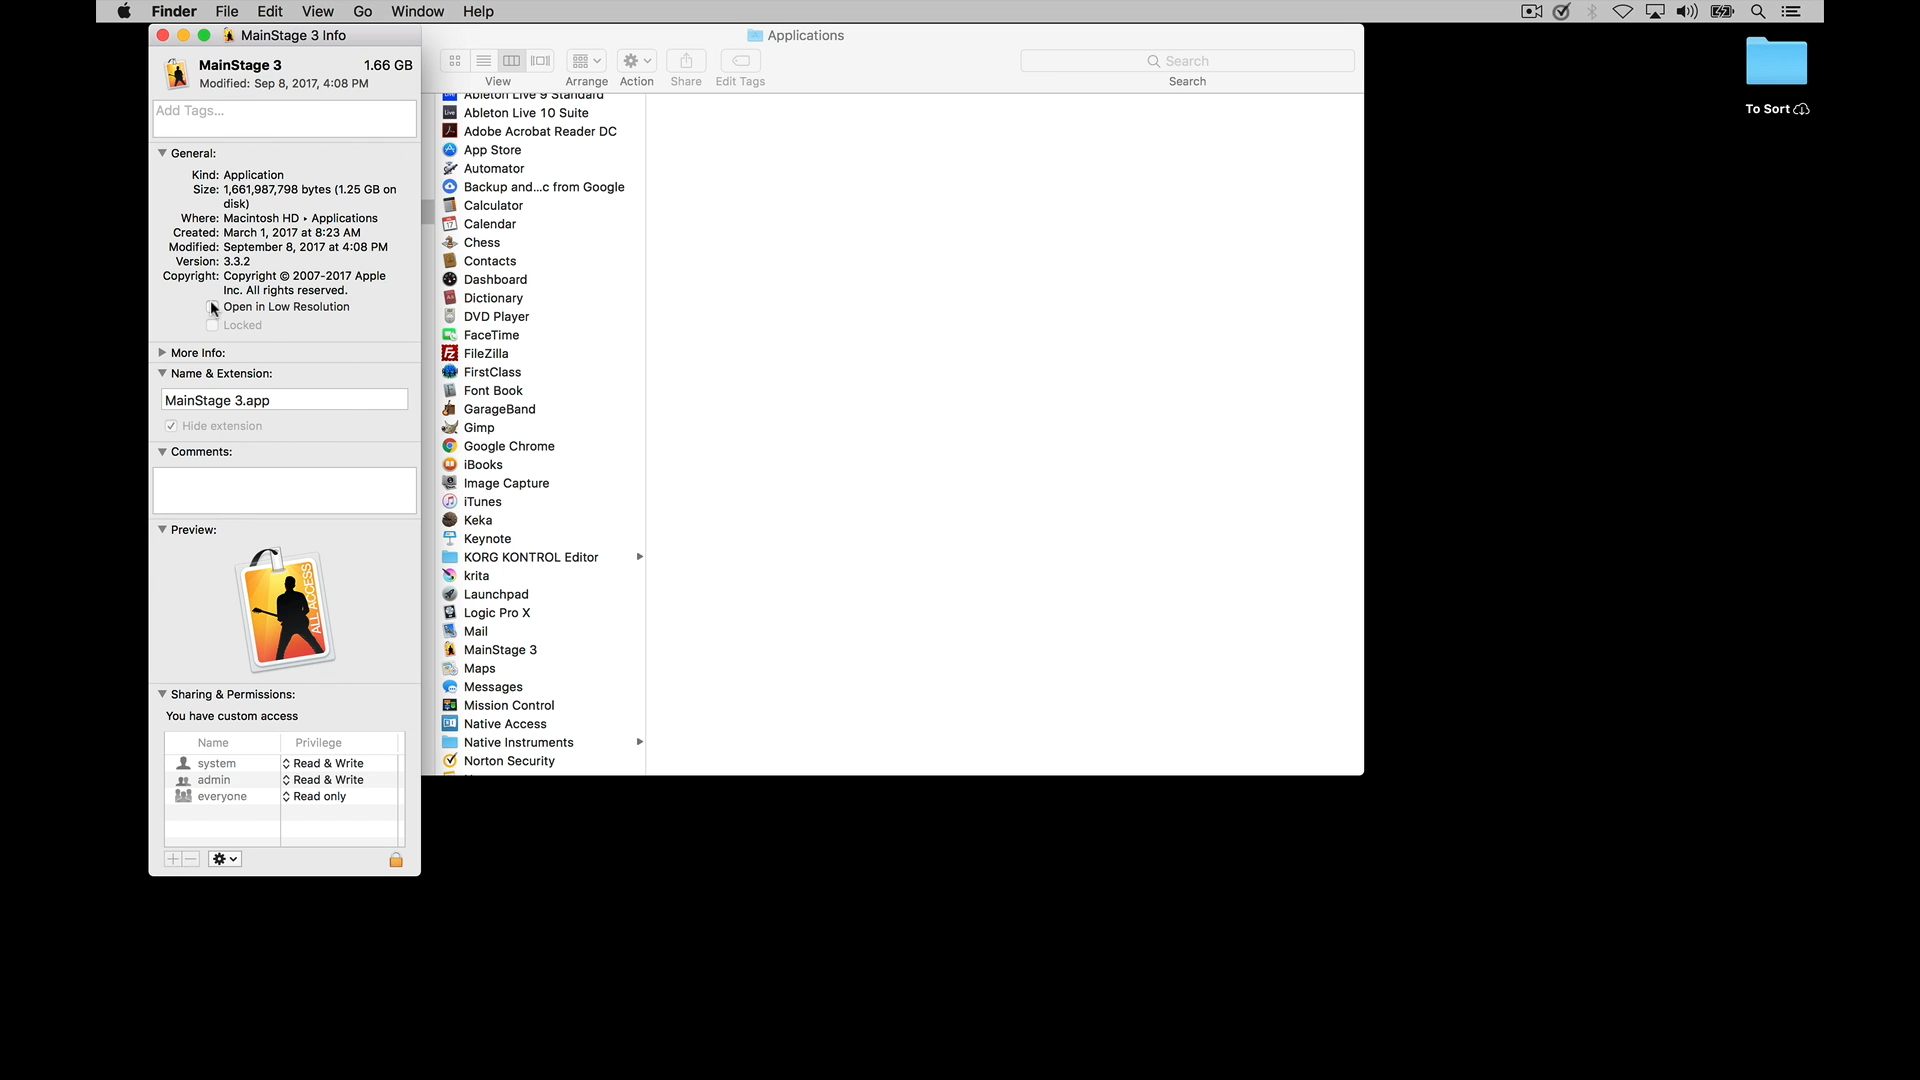 Finder File Edit View Go Window Help
MainStage 3 Info
MainStage 3 1.66 GB
Modified: Sep 8, 2017, 4:08 PM
Add Tags...
General:
Kind: Application
Size: 1,661,987,798 bytes (1.25 GB on
disk)
Where: Macintosh HD ▸ Applications
Created: March 1, 2017 at 8:23 AM
Modified: September 8, 2017 at 4:08 PM
Version: 3.3.2
Copyright: Copyright © 2007-2017 Apple
Inc. All rights reserved.
Open in Low Resolution
Locked
More Info:
Name & Extension:
MainStage 3.app
Hide extension
Comments:
Preview:
ALL ACCESS
Sharing & Permissions:
You have custom access
Name Privilege
system Read & Write
admin Read & Write
everyone Read only
Applications
View Arrange Action Share Edit Tags
Search
Search
Ableton Live 9 Standard
Ableton Live 10 Suite
Adobe Acrobat Reader DC
App Store
Automator
Backup and...c from Google
Calculator
Calendar
Chess
Contacts
Dashboard
Dictionary
DVD Player
FaceTime
FileZilla
FirstClass
Font Book
GarageBand
Gimp
Google Chrome
iBooks
Image Capture
iTunes
Keka
Keynote
KORG KONTROL Editor
krita
Launchpad
Logic Pro X
Mail
MainStage 3
Maps
Messages
Mission Control
Native Access
Native Instruments
Norton Security
To Sort